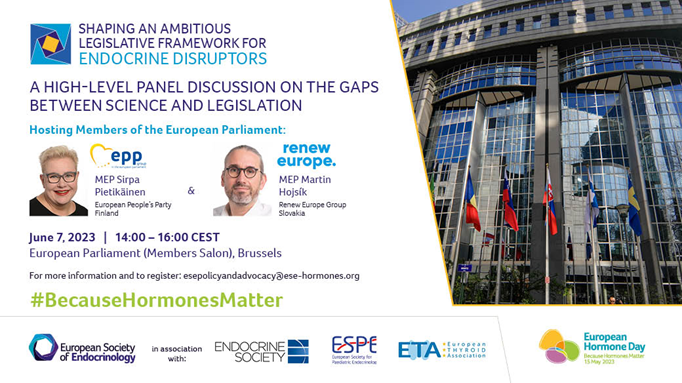 SHAPING AN AMBITIOUS
LEGISLATIVE FRAMEWORK FOR
ENDOCRINE DISRUPTORS
A HIGH-LEVEL PANEL DISCUSSION ON THE GAPS
BETWEEN SCIENCE AND LEGISLATION
Hosting Members of the European Parliament:
epp
MEP Sirpa
Pietikäinen
European People's Party
Finland
&
renew
europe.
MEP Martin
Hojsík
Renew Europe Group
Slovakia
June 7, 2023 | 14:00 – 16:00 CEST
European Parliament (Members Salon), Brussels
For more information and to register: esepolicyandadvocacy@ese-hormones.org
#BecauseHormonesMatter
European Society
of Endocrinology
in association
with:
ENDOCRINE
SOCIETY
ESPE
European Society for
Paediatric Endocrinology
ETA
European
THYROID
Association
European
Hormone Day
Because Hormones Matter
15 May 2023